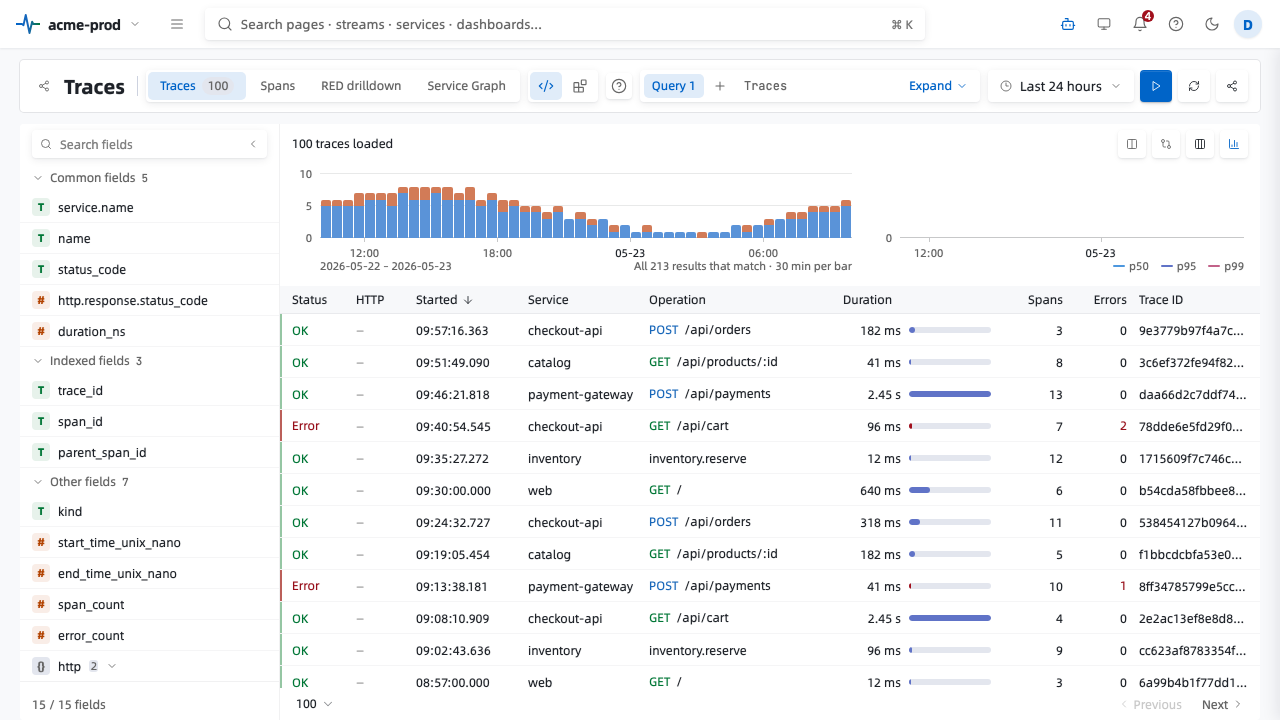 acme-prod
Search pages · streams · services · dashboards...
⌘ K
4
D
Traces
Traces 100
Spans
RED drilldown
Service Graph
Query 1
Traces
Expand
Last 24 hours
Search fields
Common fields 5
T service.name
T name
T status_code
# http.response.status_code
# duration_ns
Indexed fields 3
T trace_id
T span_id
T parent_span_id
Other fields 7
T kind
# start_time_unix_nano
# end_time_unix_nano
# span_count
# error_count
{} http 2
15 / 15 fields
100 traces loaded
10
5
0
12:00 18:00 05-23 06:00
2026-05-22 – 2026-05-23
All 213 results that match · 30 min per bar
0
12:00 05-23
p50 p95 p99
Status HTTP Started Service Operation Duration Spans Errors Trace ID
OK – 09:57:16.363 checkout-api POST /api/orders 182 ms 3 0 9e3779b97f4a7c...
OK – 09:51:49.090 catalog GET /api/products/:id 41 ms 8 0 3c6ef372fe94f82...
OK – 09:46:21.818 payment-gateway POST /api/payments 2.45 s 13 0 daa66d2c7ddf74...
Error – 09:40:54.545 checkout-api GET /api/cart 96 ms 7 2 78dde6e5fd29f0...
OK – 09:35:27.272 inventory inventory.reserve 12 ms 12 0 1715609f7c746c...
OK – 09:30:00.000 web GET / 640 ms 6 0 b54cda58fbbee8...
OK – 09:24:32.727 checkout-api POST /api/orders 318 ms 11 0 538454127b0964...
OK – 09:19:05.454 catalog GET /api/products/:id 182 ms 5 0 f1bbcdcbfa53e0...
Error – 09:13:38.181 payment-gateway POST /api/payments 41 ms 10 1 8ff34785799e5cc...
OK – 09:08:10.909 checkout-api GET /api/cart 2.45 s 4 0 2e2ac13ef8e8d8...
OK – 09:02:43.636 inventory inventory.reserve 96 ms 9 0 cc623af8783354f...
OK – 08:57:00.000 web GET / 12 ms 3 0 6a99b4b1f77dd1...
100
Previous
Next